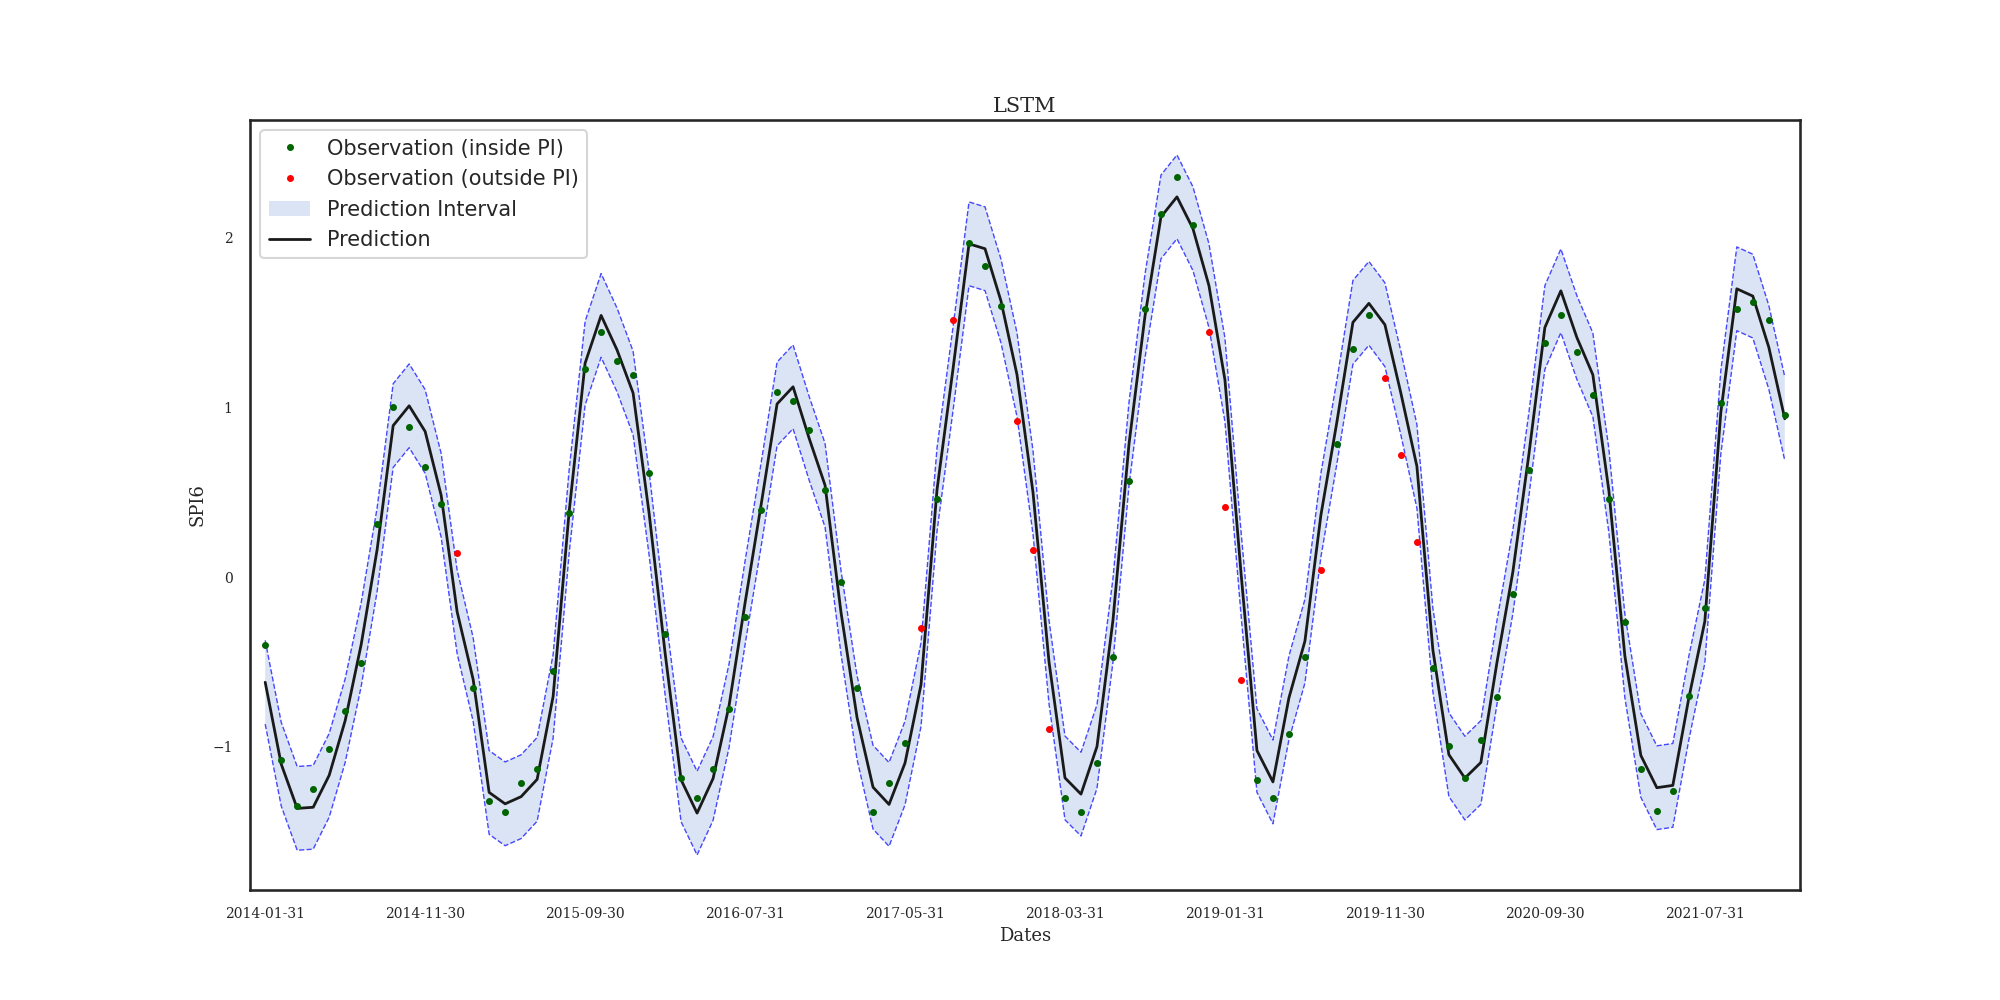 LSTM
Observation (inside PI)
Observation (outside PI)
Prediction Interval
Prediction
2
1
0
−1
SPI6
2014-01-31 2014-11-30 2015-09-30 2016-07-31 2017-05-31 2018-03-31 2019-01-31 2019-11-30 2020-09-30 2021-07-31
Dates